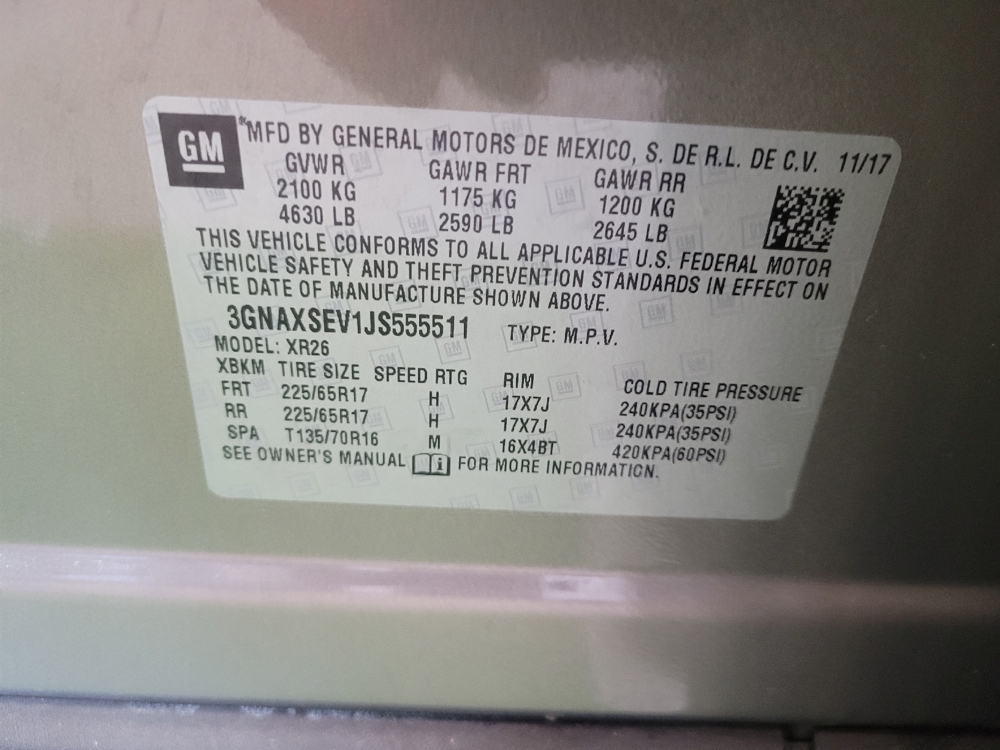 GM MFD BY GENERAL MOTORS DE MEXICO, S. DE R.L. DE C.V. 11/17
GVWR GAWR FRT GAWR RR
2100 KG 1175 KG 1200 KG
4630 LB 2590 LB 2645 LB
THIS VEHICLE CONFORMS TO ALL APPLICABLE U.S. FEDERAL MOTOR
VEHICLE SAFETY AND THEFT PREVENTION STANDARDS IN EFFECT ON
THE DATE OF MANUFACTURE SHOWN ABOVE.
3GNAXSEV1JS555511 TYPE: M.P.V.
MODEL: XR26
XBKM TIRE SIZE SPEED RTG RIM COLD TIRE PRESSURE
FRT 225/65R17 H 17X7J 240KPA(35PSI)
RR 225/65R17 H 17X7J 240KPA(35PSI)
SPA T135/70R16 M 16X4BT 420KPA(60PSI)
SEE OWNER'S MANUAL i FOR MORE INFORMATION.